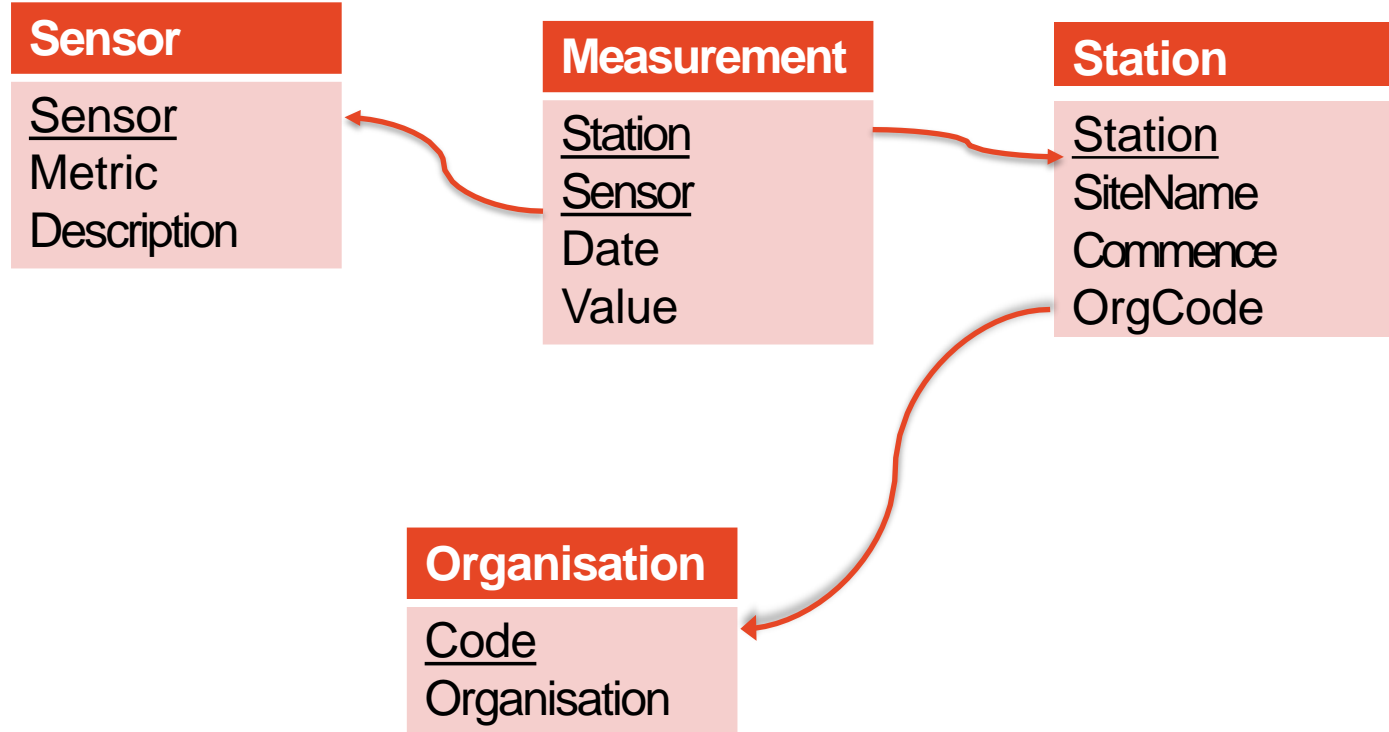 Sensor
Sensor
Metric
Description
Measurement
Station
Sensor
Date
Value
Station
Station
SiteName
Commence
OrgCode
Organisation
Code
Organisation